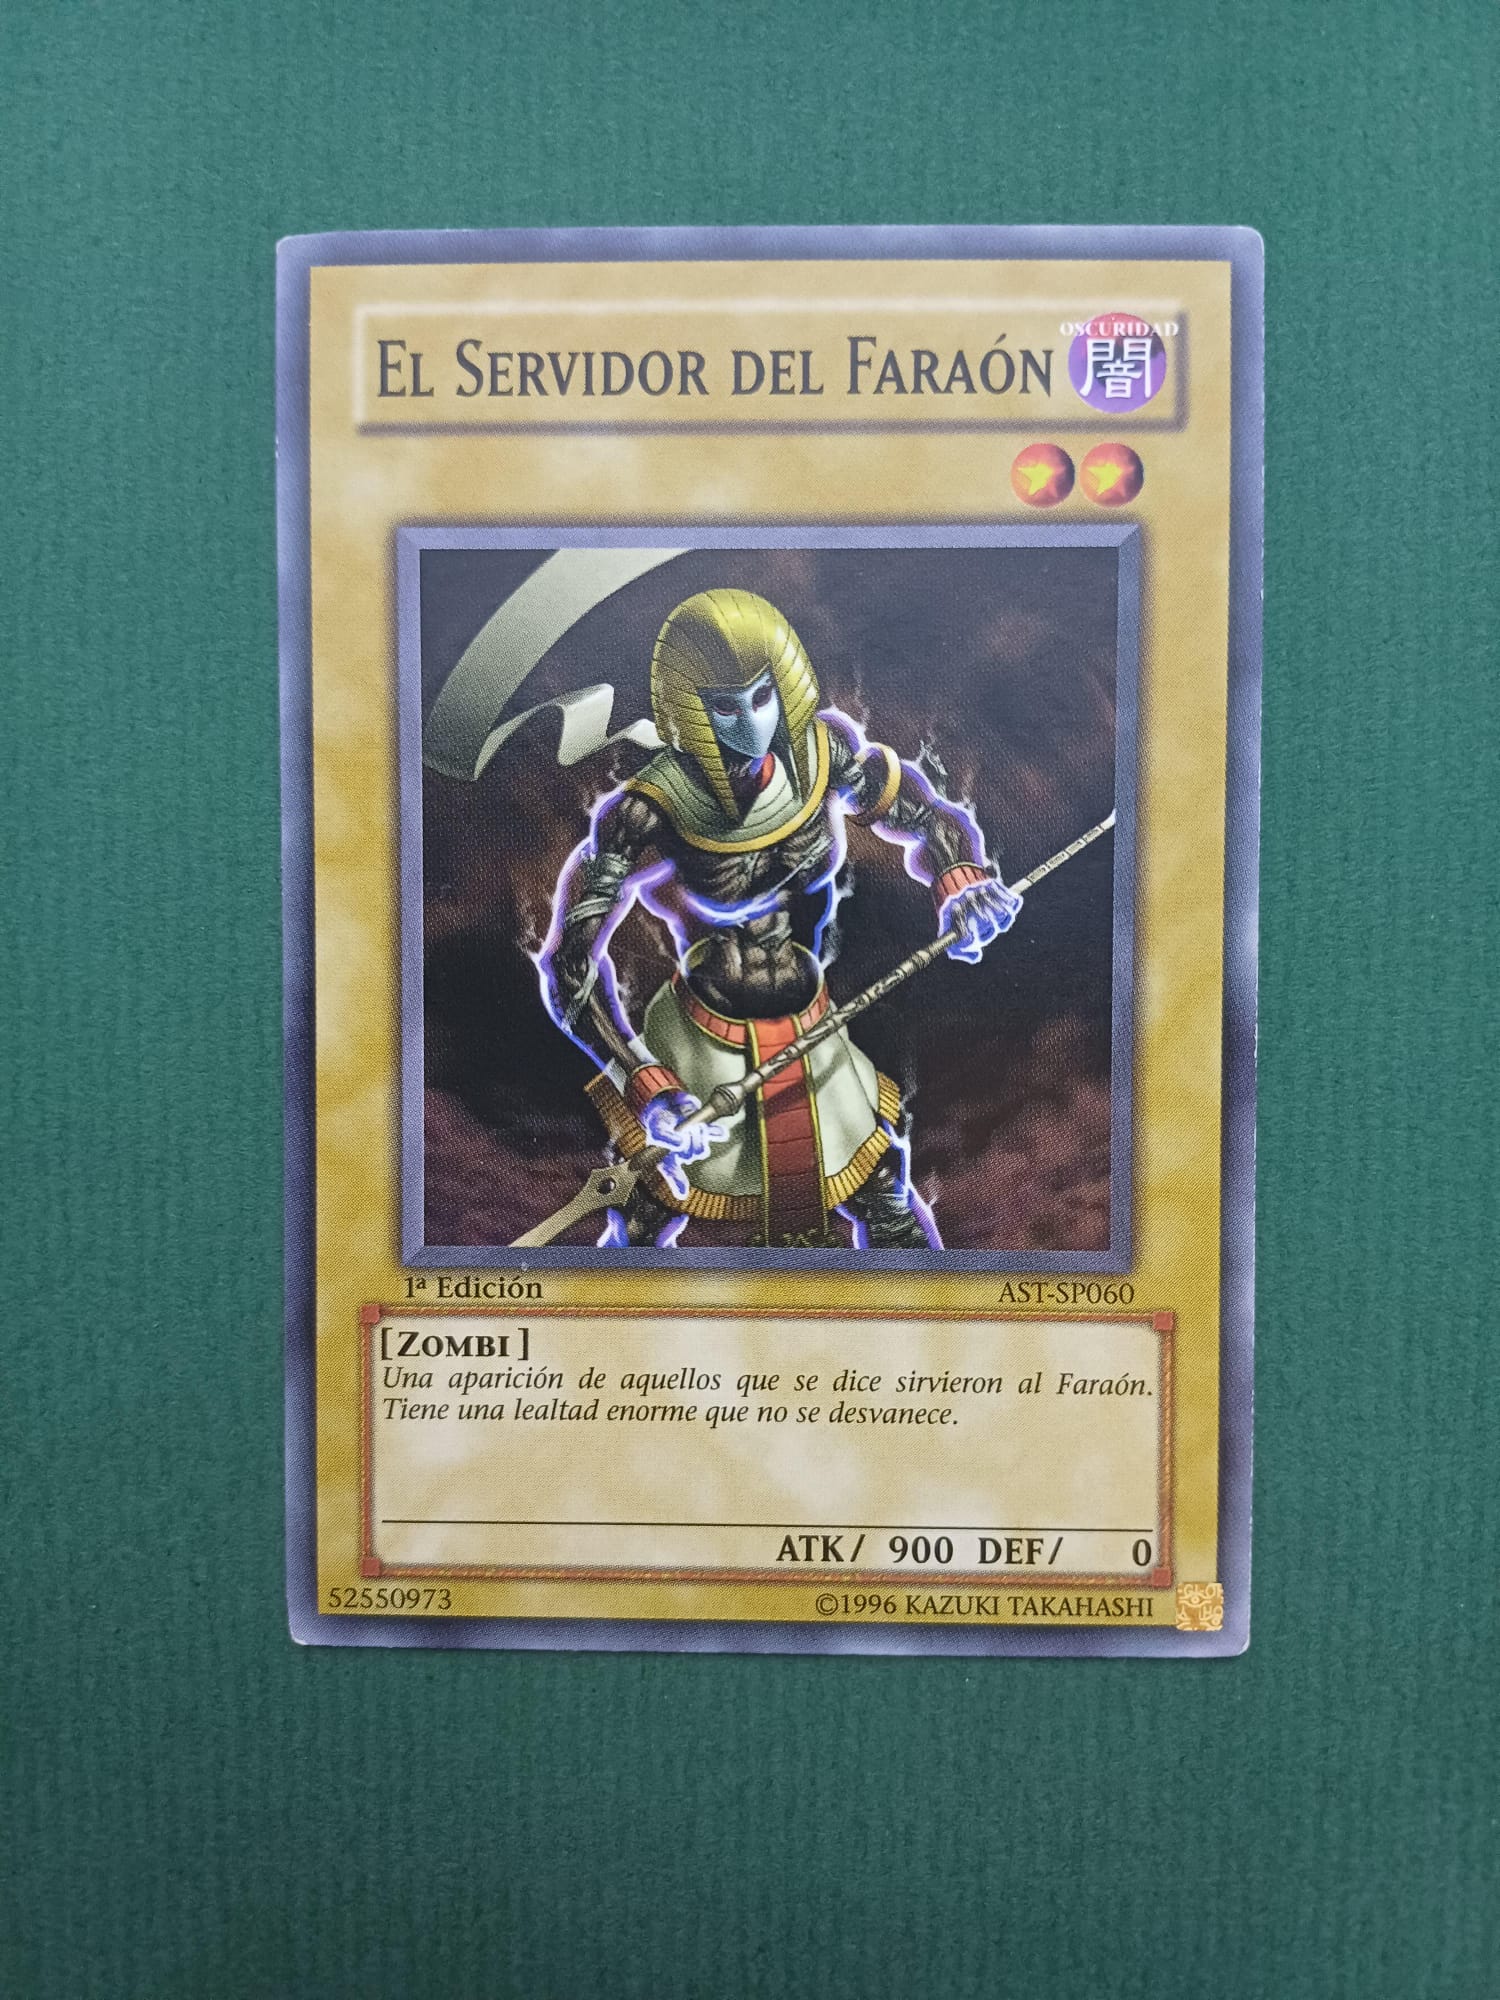 EL SERVIDOR DEL FARAÓN
OSCURIDAD
闇
1ª Edición
AST-SP060
[ZOMBI]
Una aparición de aquellos que se dice sirvieron al Faraón.
Tiene una lealtad enorme que no se desvanece.
ATK/ 900 DEF/ 0
52550973
©1996 KAZUKI TAKAHASHI